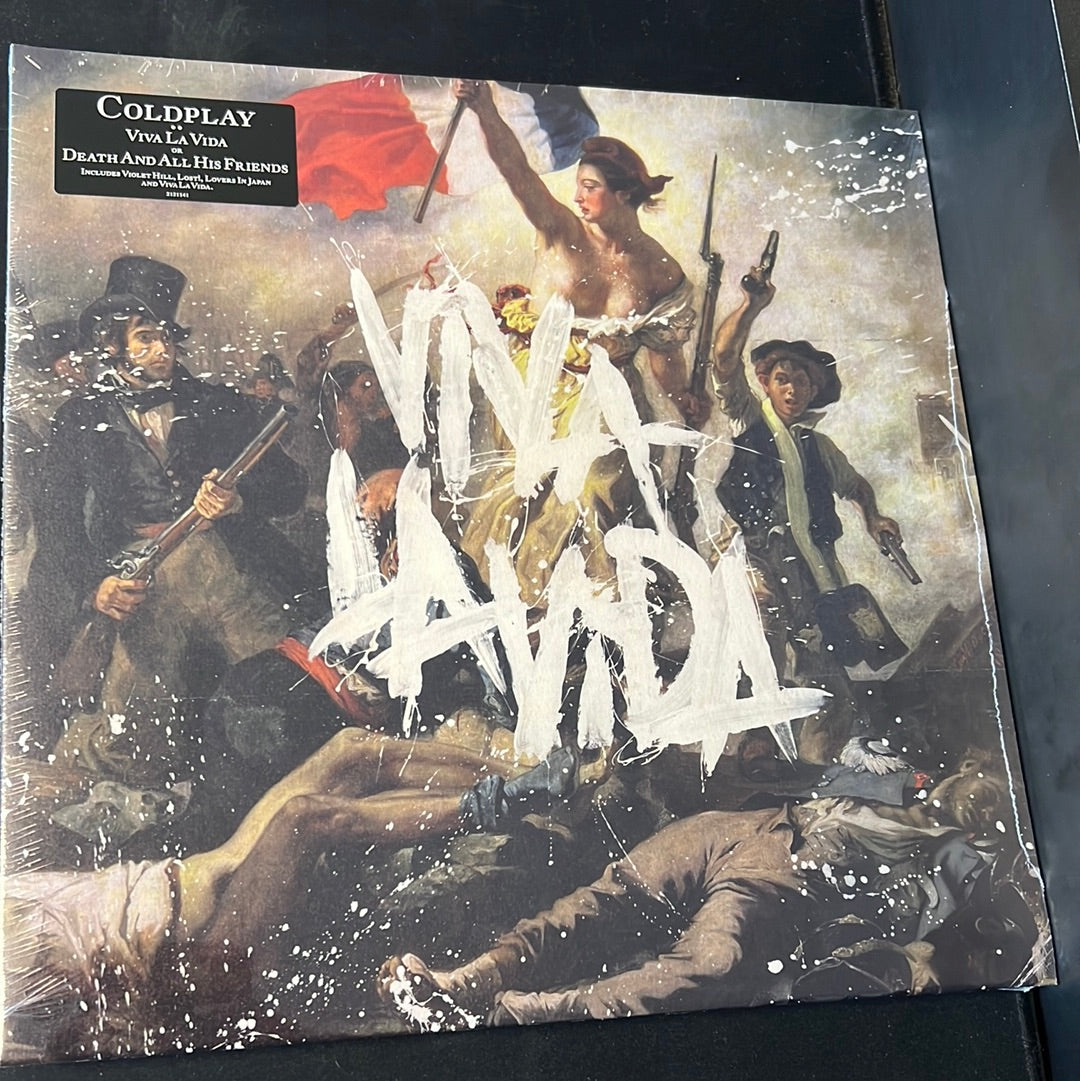 COLDPLAY
VIVA LA VIDA
OR
DEATH AND ALL HIS FRIENDS
INCLUDES VIOLET HILL, LOST!, LOVERS IN JAPAN
AND VIVA LA VIDA.
2121141
VIVA
LA VIDA